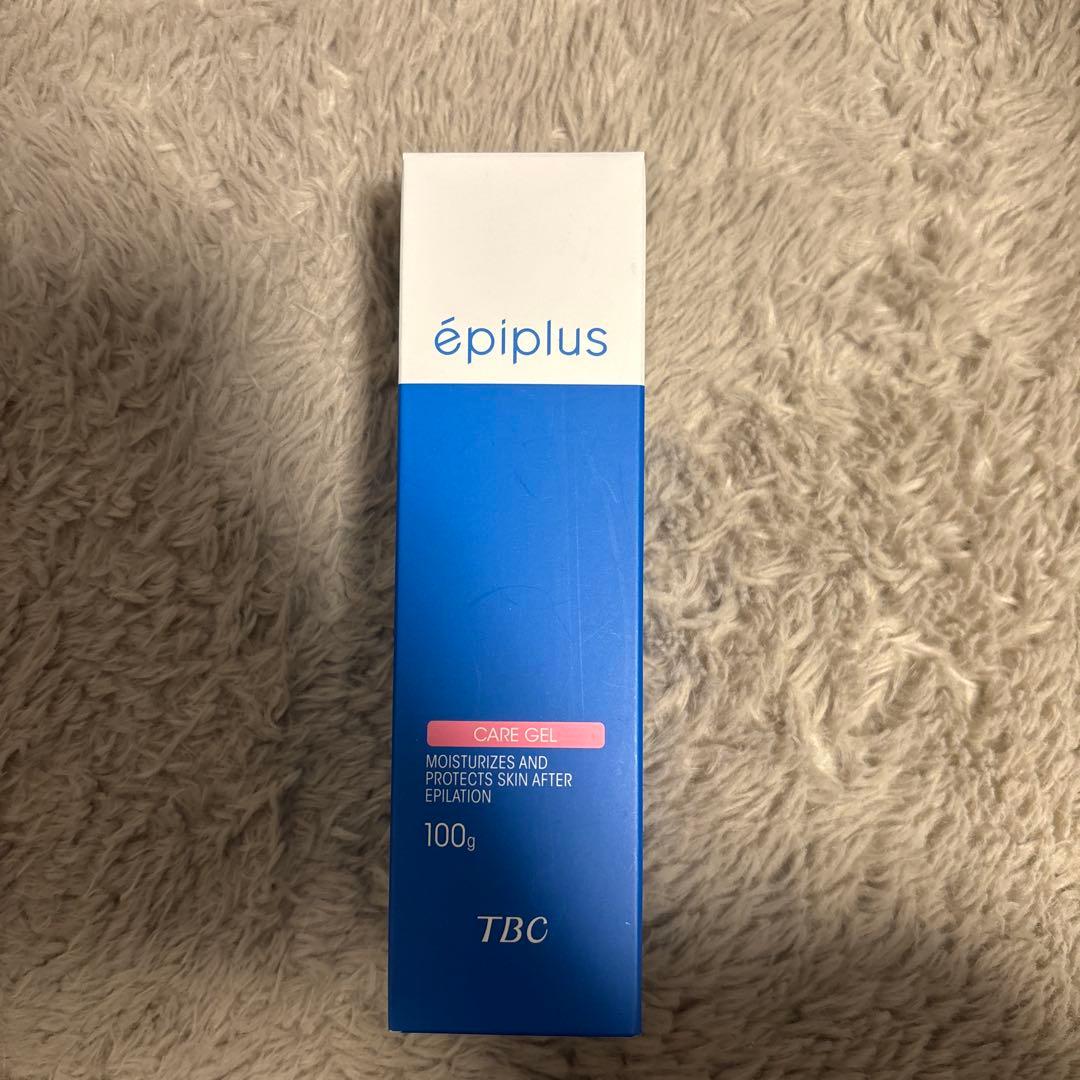 épiplus
CARE GEL
MOISTURIZES AND
PROTECTS SKIN AFTER
EPILATION
100g
TBC